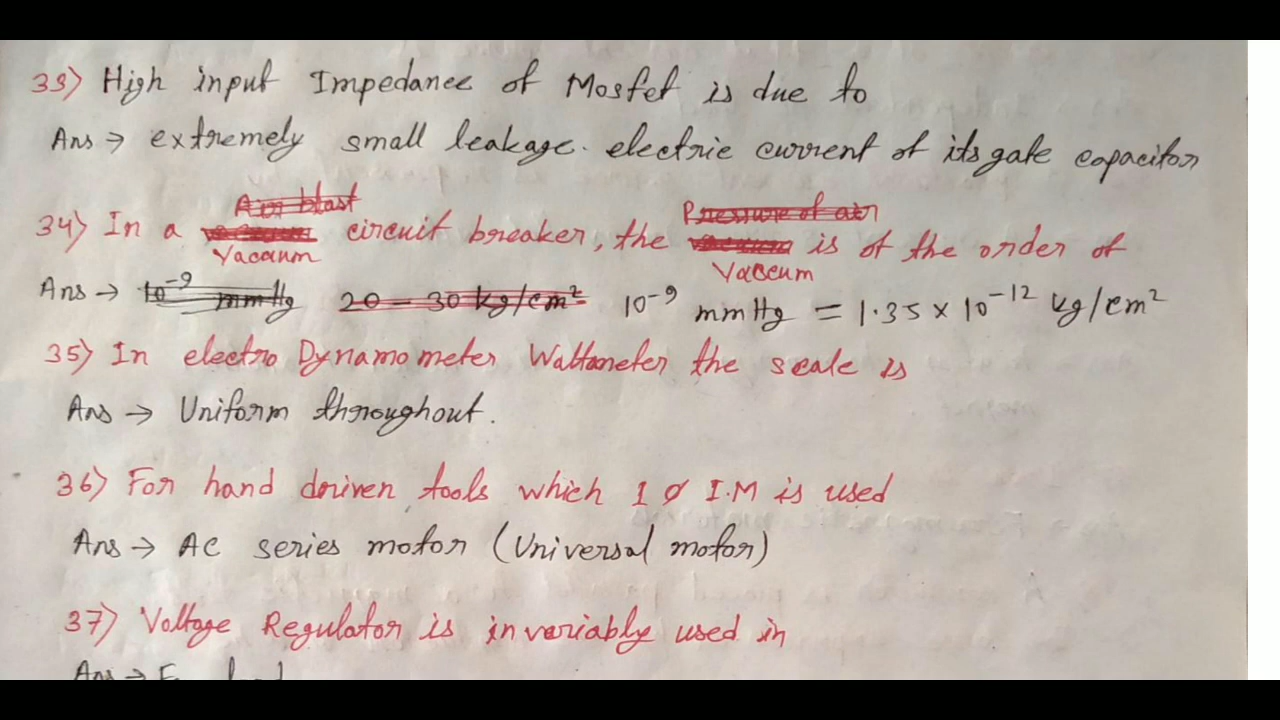 33) High input Impedance of Mosfet is due to
Ans → extremely small leakage. electric current of its gate capacitor
Air blast Pressure of air
34) In a circuit breaker, the is of the order of
Vacaum Vaccum
Ans → 10⁻⁹ mmHg 20 - 30 kg/cm² 10⁻⁹ mmHg = 1.35 × 10⁻¹² kg/cm²
35) In electro Dynamometer Wattmeter the scale is
Ans → Uniform throughout.
36) For hand driven tools which 1 ø I.M is used
Ans → AC series motor (Universal motor)
37) Voltage Regulator is invariably used in
Ans →